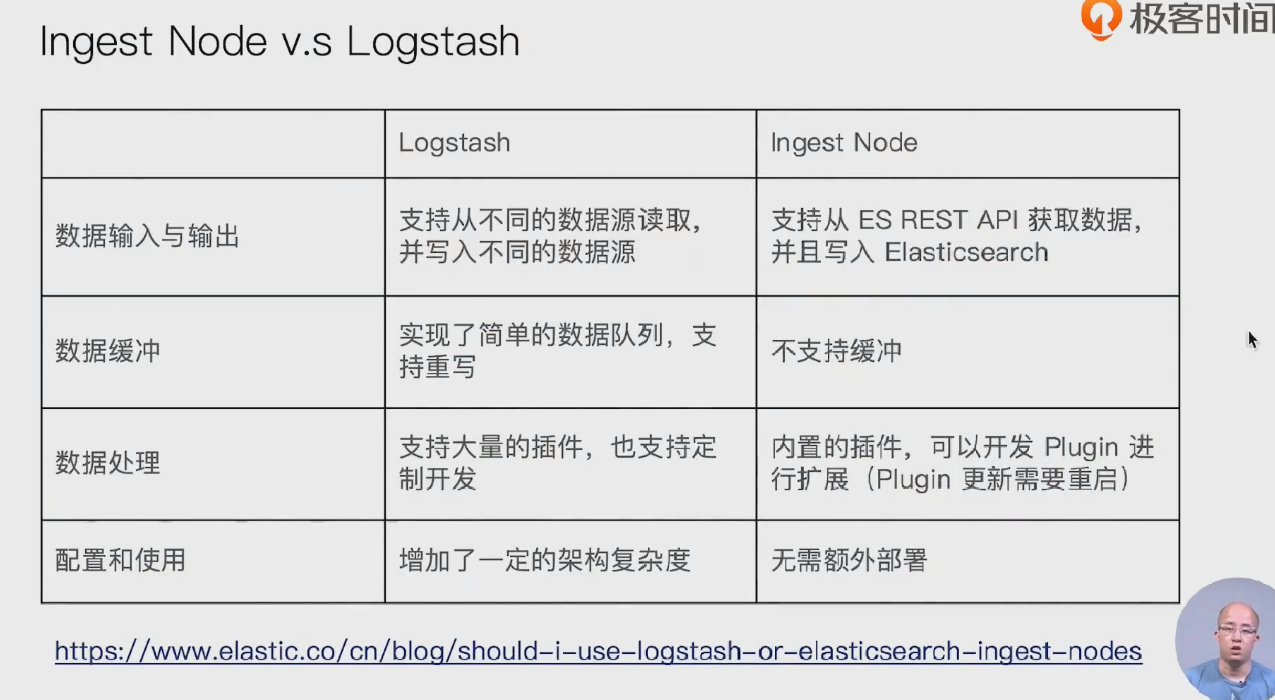 极客时间
Ingest Node v.s Logstash
Logstash
Ingest Node
数据输入与输出
支持从不同的数据源读取，
并写入不同的数据源
支持从 ES REST API 获取数据，
并且写入 Elasticsearch
数据缓冲
实现了简单的数据队列，支
持重写
不支持缓冲
数据处理
支持大量的插件，也支持定
制开发
内置的插件，可以开发 Plugin 进
行扩展（Plugin 更新需要重启）
配置和使用
增加了一定的架构复杂度
无需额外部署
https://www.elastic.co/cn/blog/should-i-use-logstash-or-elasticsearch-ingest-nodes